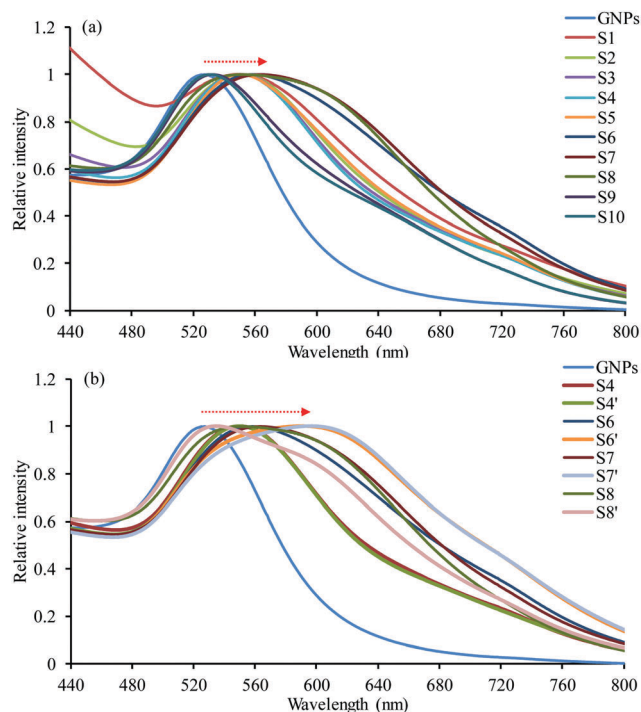 (a)
Relative intensity
1.2
1
0.8
0.6
0.4
0.2
0
440 480 520 560 600 640 680 720 760 800
Wavelength (nm)
GNPs
S1
S2
S3
S4
S5
S6
S7
S8
S9
S10
(b)
Relative intensity
1.2
1
0.8
0.6
0.4
0.2
0
440 480 520 560 600 640 680 720 760 800
Wavelength (nm)
GNPs
S4
S4'
S6
S6'
S7
S7'
S8
S8'